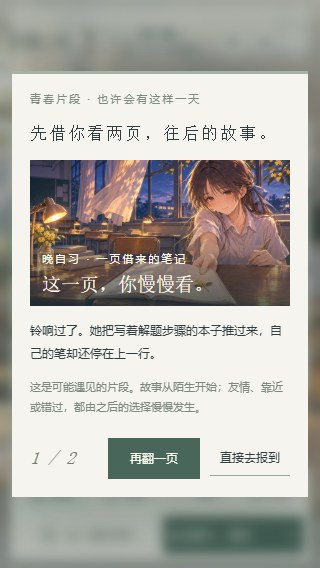 青春片段 · 也许会有这样一天
先借你看两页，往后的故事。
晚自习 · 一页借来的笔记
这一页，你慢慢看。
铃响过了。她把写着解题步骤的本子推过来，自
己的笔却还停在上一行。
这是可能遇见的片段。故事从陌生开始；友情、靠近
或错过，都由之后的选择慢慢发生。
1 / 2
再翻一页
直接去报到